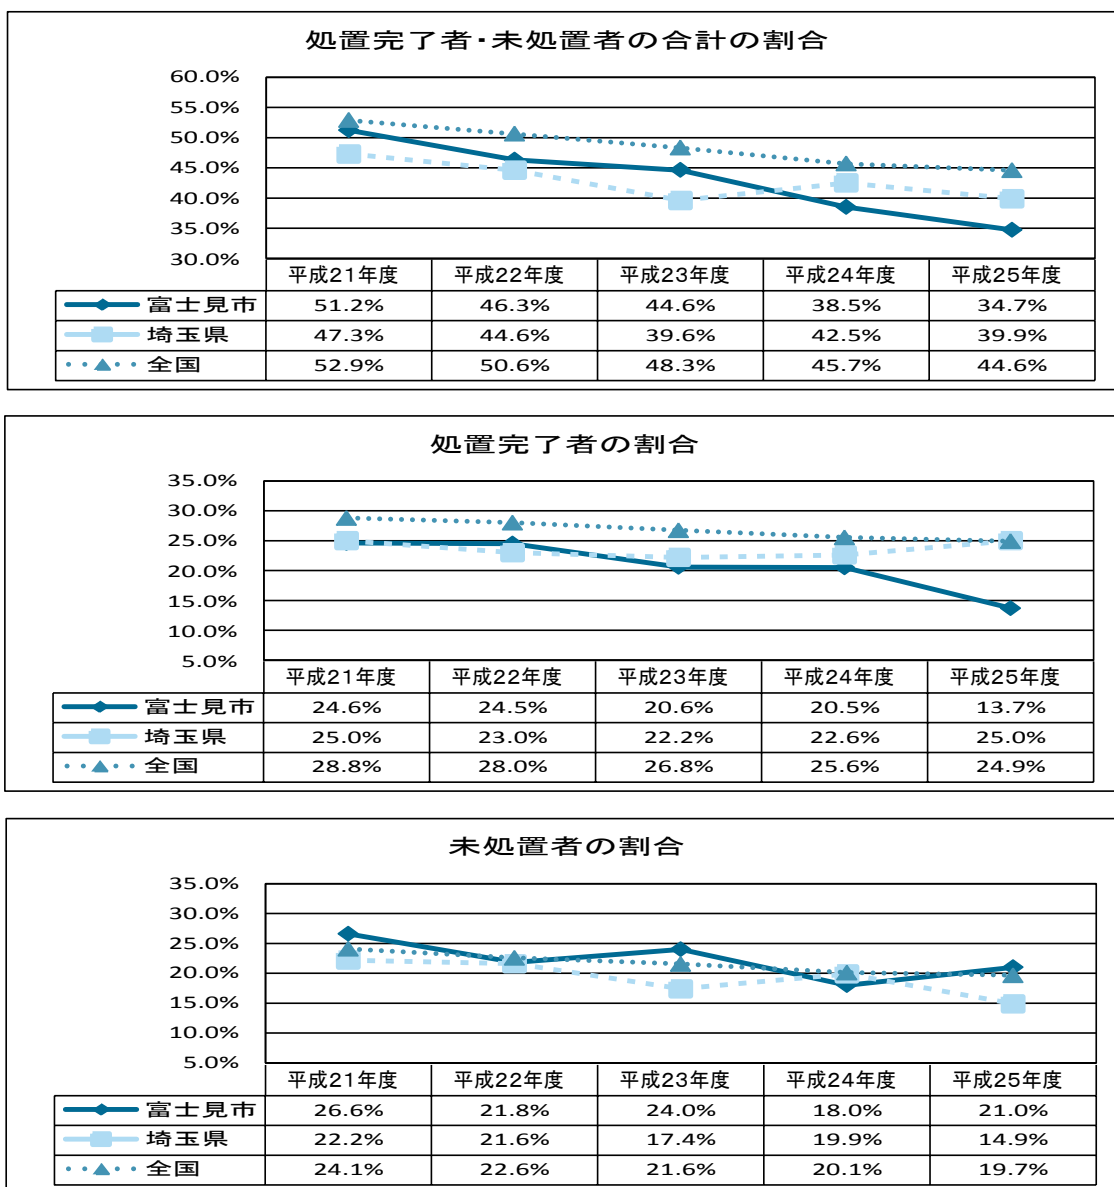 処置完了者・未処置者の合計の割合
60.0%
55.0%
50.0%
45.0%
40.0%
35.0%
30.0%
平成21年度 平成22年度 平成23年度 平成24年度 平成25年度
富士見市 51.2% 46.3% 44.6% 38.5% 34.7%
埼玉県 47.3% 44.6% 39.6% 42.5% 39.9%
全国 52.9% 50.6% 48.3% 45.7% 44.6%
処置完了者の割合
35.0%
30.0%
25.0%
20.0%
15.0%
10.0%
5.0%
平成21年度 平成22年度 平成23年度 平成24年度 平成25年度
富士見市 24.6% 24.5% 20.6% 20.5% 13.7%
埼玉県 25.0% 23.0% 22.2% 22.6% 25.0%
全国 28.8% 28.0% 26.8% 25.6% 24.9%
未処置者の割合
35.0%
30.0%
25.0%
20.0%
15.0%
10.0%
5.0%
平成21年度 平成22年度 平成23年度 平成24年度 平成25年度
富士見市 26.6% 21.8% 24.0% 18.0% 21.0%
埼玉県 22.2% 21.6% 17.4% 19.9% 14.9%
全国 24.1% 22.6% 21.6% 20.1% 19.7%